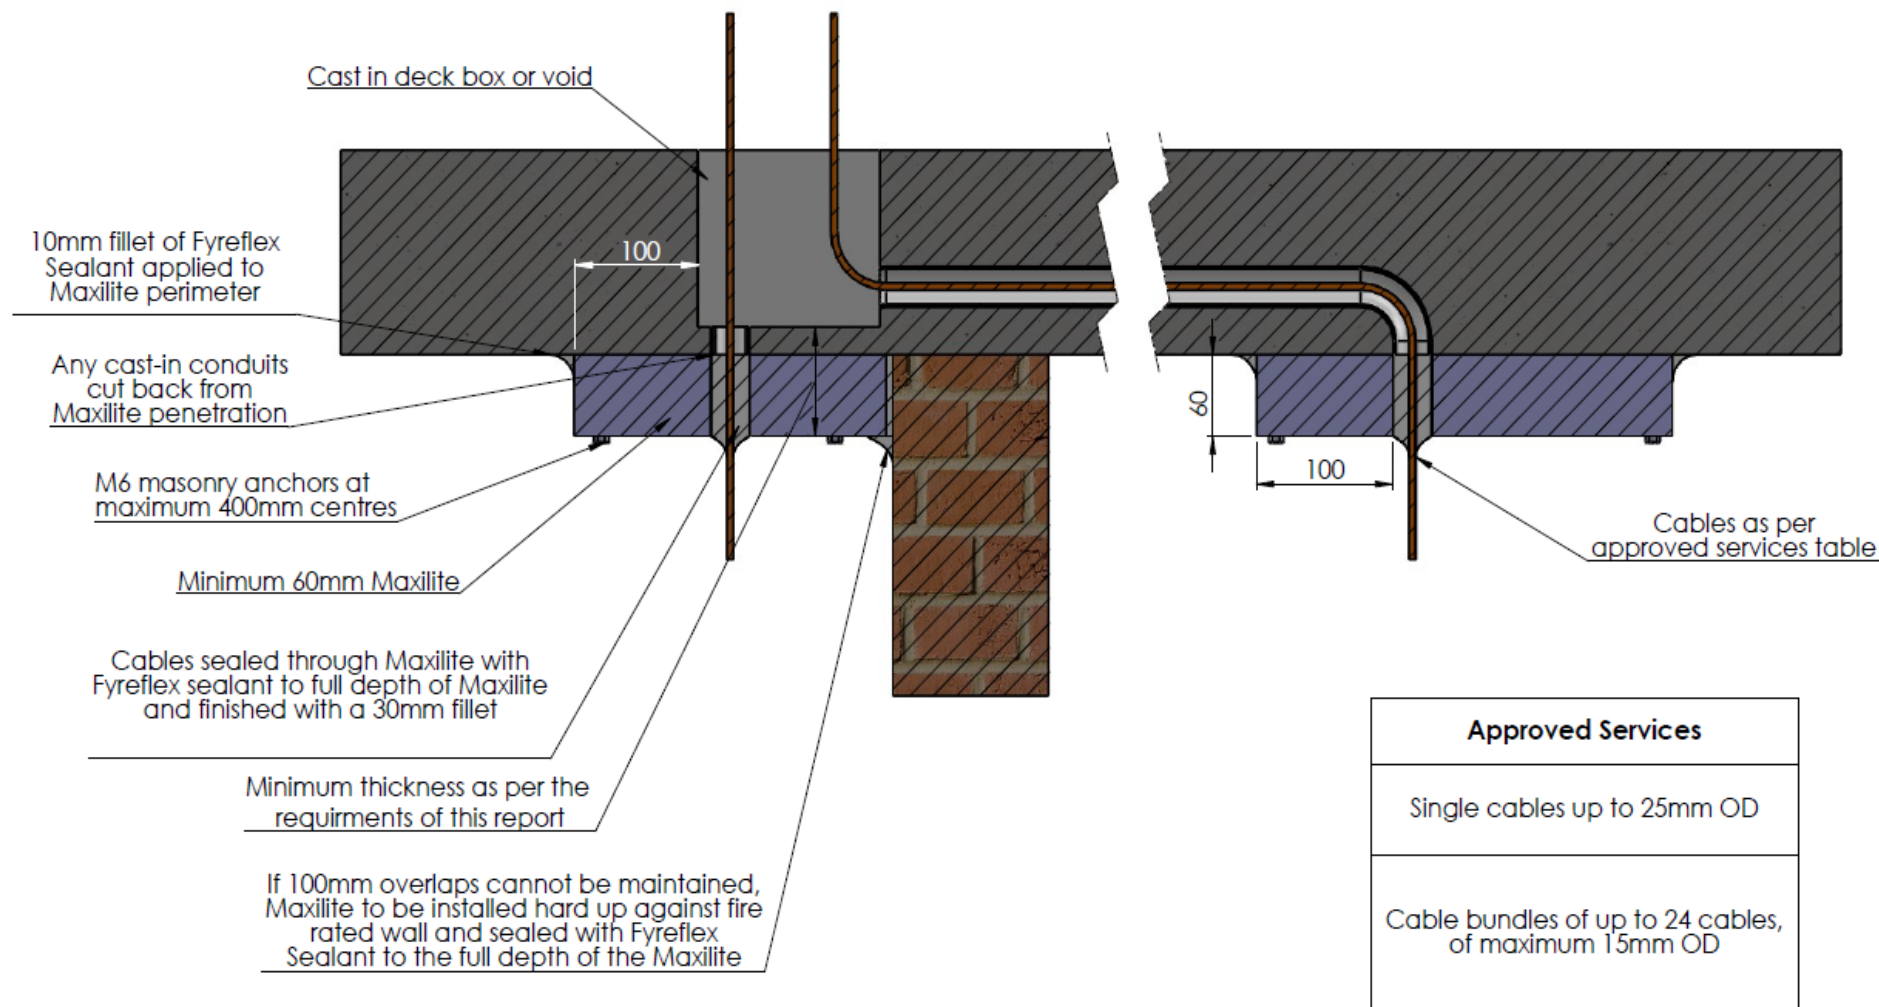 Cast in deck box or void
10mm fillet of Fyreflex
Sealant applied to
Maxilite perimeter
100
Any cast-in conduits
cut back from
Maxilite penetration
60
100
M6 masonry anchors at
maximum 400mm centres
Cables as per
approved services table
Minimum 60mm Maxilite
Cables sealed through Maxilite with
Fyreflex sealant to full depth of Maxilite
and finished with a 30mm fillet
Minimum thickness as per the
requirments of this report
If 100mm overlaps cannot be maintained,
Maxilite to be installed hard up against fire
rated wall and sealed with Fyreflex
Sealant to the full depth of the Maxilite
Approved Services
Single cables up to 25mm OD
Cable bundles of up to 24 cables,
of maximum 15mm OD